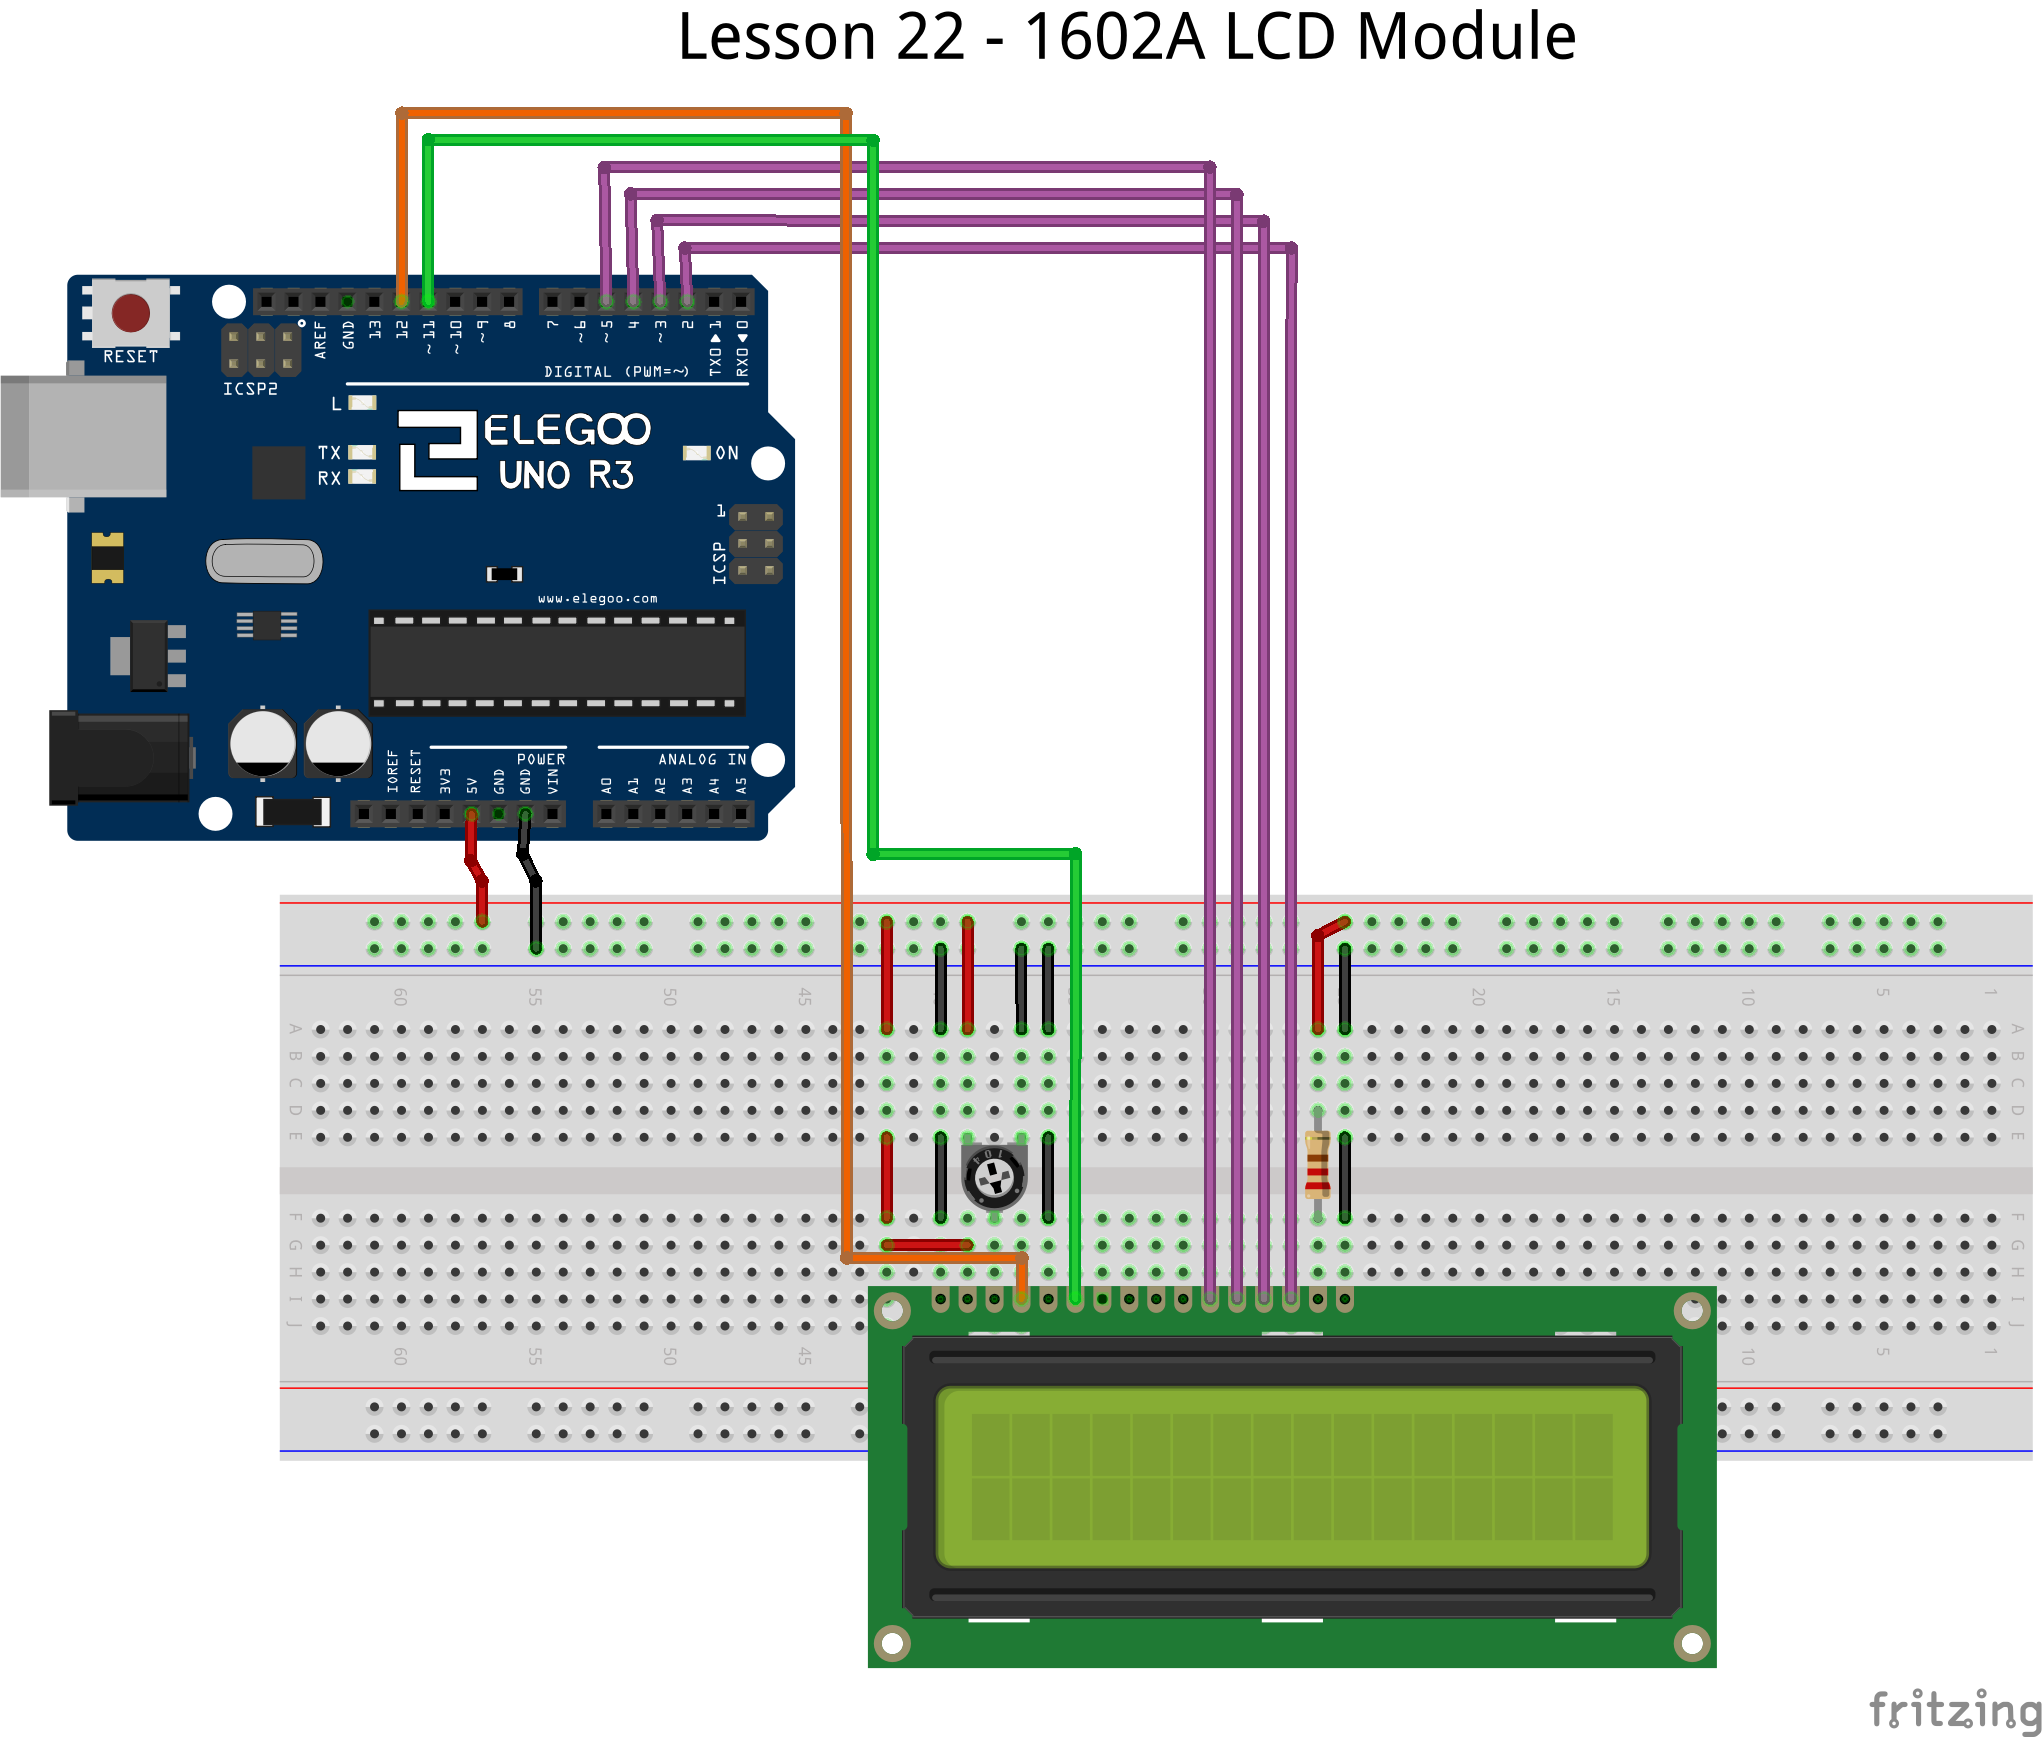 Lesson 22 - 1602A LCD Module
RESET
ICSP2
AREF
GND
13
12
~11
~10
~9
8
7
~6
~5
4
~3
2
TX0▶1
RX0◀0
DIGITAL (PWM=~)
L
TX
RX
ELEGOO
UNO R3
ON
1
ICSP
www.elegoo.com
POWER
ANALOG IN
IOREF
RESET
3V3
5V
GND
GND
VIN
A0
A1
A2
A3
A4
A5
60 55 50 45 20 15 10 5 1
A A
B B
C C
D D
E E
104
F F
G G
H H
I I
J J
60 55 50 45 10 5 1
fritzing